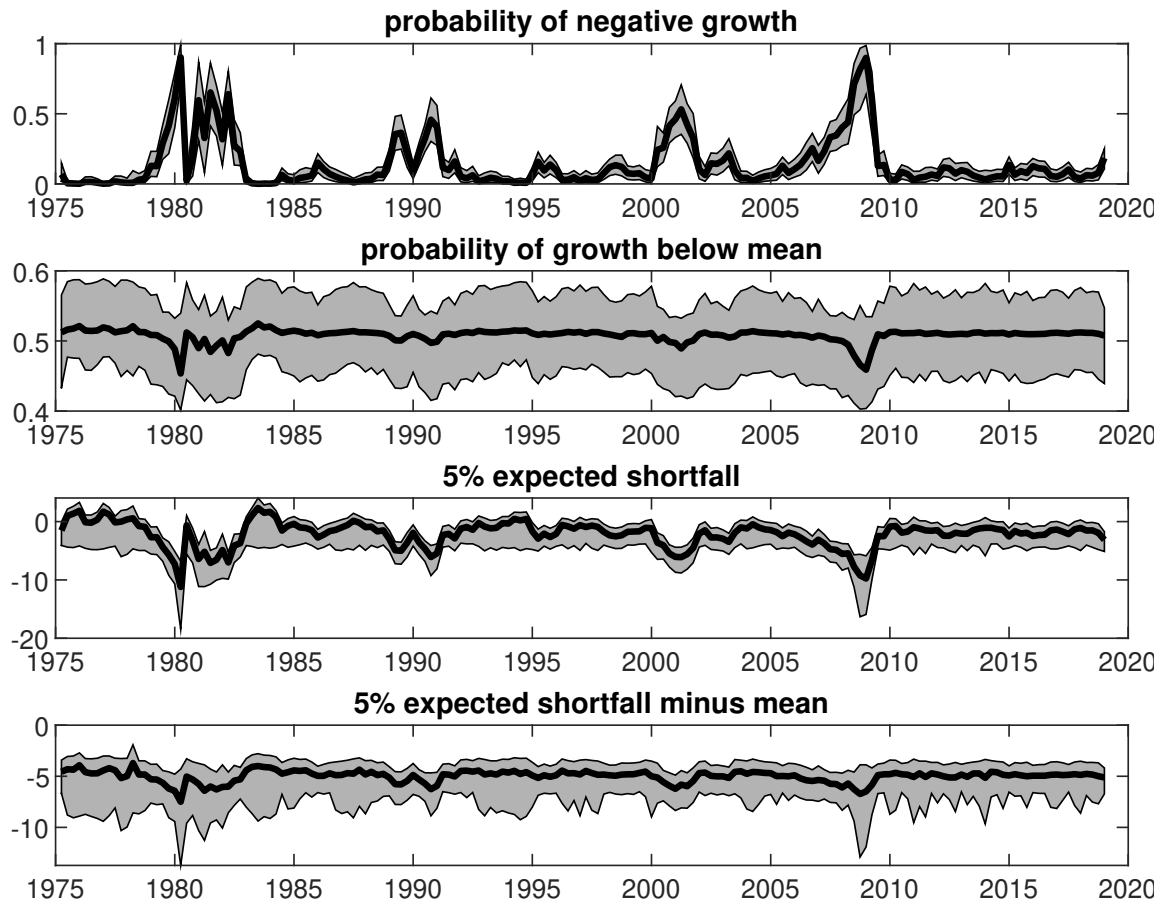 probability of negative growth
1
0.5
0
1975 1980 1985 1990 1995 2000 2005 2010 2015 2020
probability of growth below mean
0.6
0.5
0.4
1975 1980 1985 1990 1995 2000 2005 2010 2015 2020
5% expected shortfall
0
-10
-20
1975 1980 1985 1990 1995 2000 2005 2010 2015 2020
5% expected shortfall minus mean
0
-5
-10
1975 1980 1985 1990 1995 2000 2005 2010 2015 2020